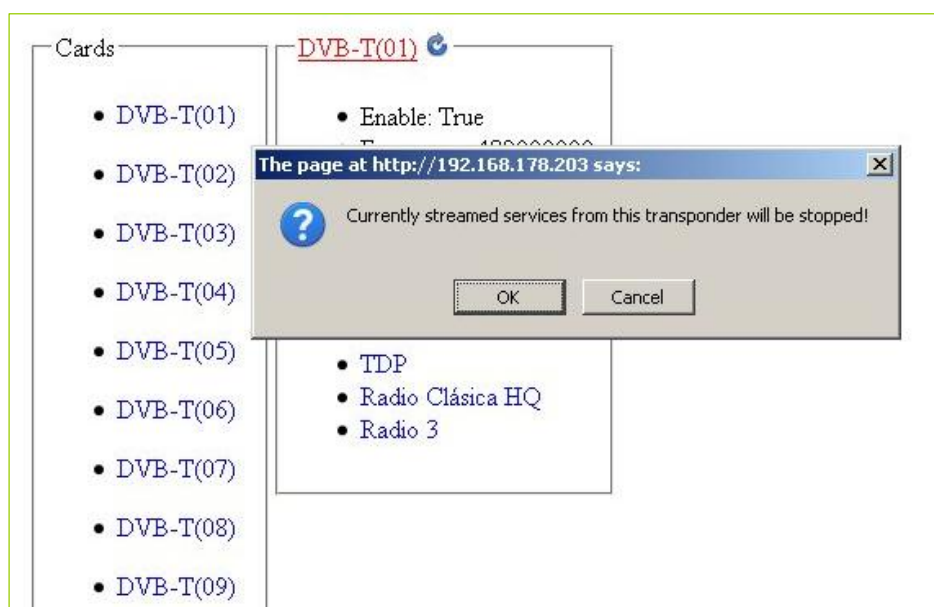 Cards
DVB-T(01)
DVB-T(02)
DVB-T(03)
DVB-T(04)
DVB-T(05)
DVB-T(06)
DVB-T(07)
DVB-T(08)
DVB-T(09)
DVB-T(01)
Enable: True
The page at http://192.168.178.203 says:
Currently streamed services from this transponder will be stopped!
OK Cancel
TDP
Radio Clásica HQ
Radio 3